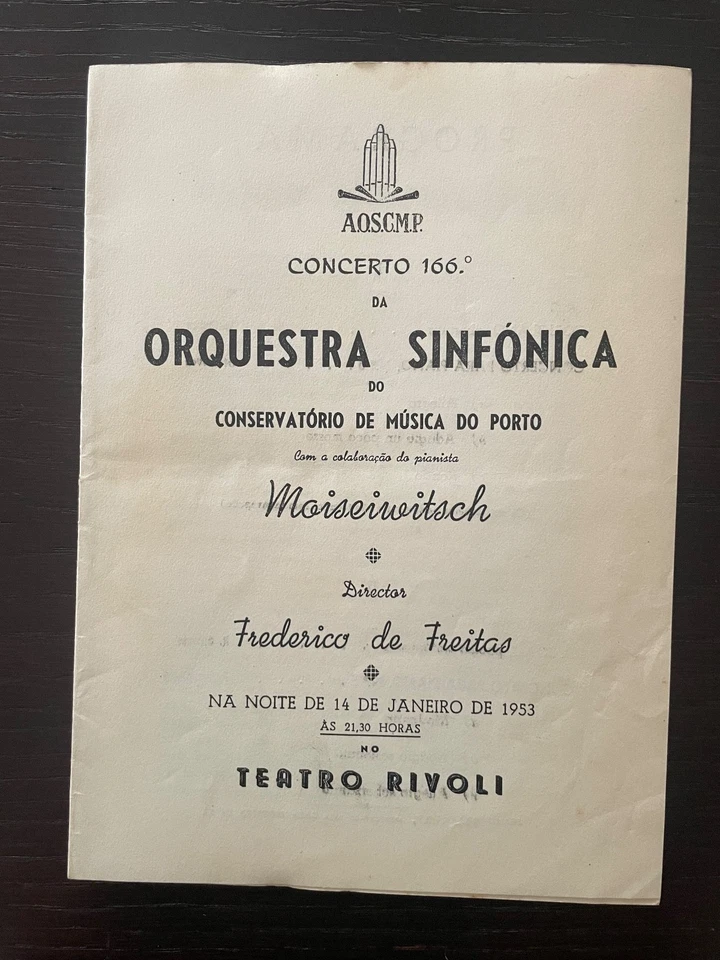 A.O.S.C.M.P.
CONCERTO 166.º
DA
ORQUESTRA SINFÓNICA
DO
CONSERVATÓRIO DE MÚSICA DO PORTO
Com a colaboração do pianista
Moiseiwitsch
Director
Frederico de Freitas
NA NOITE DE 14 DE JANEIRO DE 1953
ÀS 21,30 HORAS
NO
TEATRO RIVOLI